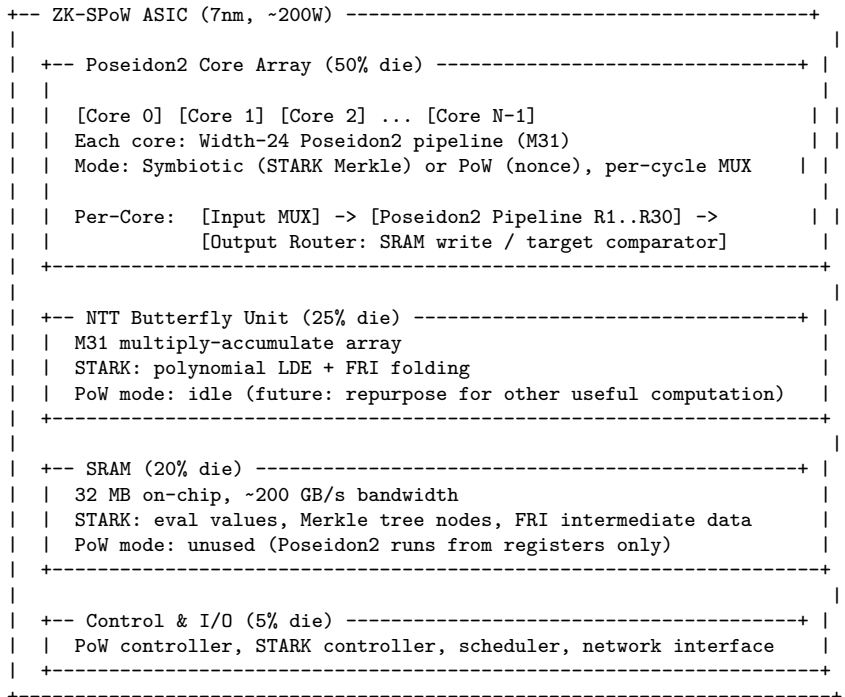 +-- ZK-SPoW ASIC (7nm, ~200W) ------------------------------------------+
|                                                                         |
|  +-- Poseidon2 Core Array (50% die) --------------------------------+ |
|  |                                                                    |
|  |  [Core 0] [Core 1] [Core 2] ... [Core N-1]                        | |
|  |  Each core: Width-24 Poseidon2 pipeline (M31)                     | |
|  |  Mode: Symbiotic (STARK Merkle) or PoW (nonce), per-cycle MUX    | |
|  |                                                                    |
|  |  Per-Core:  [Input MUX] -> [Poseidon2 Pipeline R1..R30] ->        | |
|  |             [Output Router: SRAM write / target comparator]        |
|  +--------------------------------------------------------------------+
|                                                                         |
|  +-- NTT Butterfly Unit (25% die) ----------------------------------+ |
|  |  M31 multiply-accumulate array                                     |
|  |  STARK: polynomial LDE + FRI folding                               |
|  |  PoW mode: idle (future: repurpose for other useful computation)   |
|  +--------------------------------------------------------------------+
|                                                                         |
|  +-- SRAM (20% die) ------------------------------------------------+ |
|  |  32 MB on-chip, ~200 GB/s bandwidth                                |
|  |  STARK: eval values, Merkle tree nodes, FRI intermediate data      |
|  |  PoW mode: unused (Poseidon2 runs from registers only)             |
|  +--------------------------------------------------------------------+
|                                                                         |
|  +-- Control & I/O (5% die) ----------------------------------------+ |
|  |  PoW controller, STARK controller, scheduler, network interface    |
|  +--------------------------------------------------------------------+
+-------------------------------------------------------------------------+